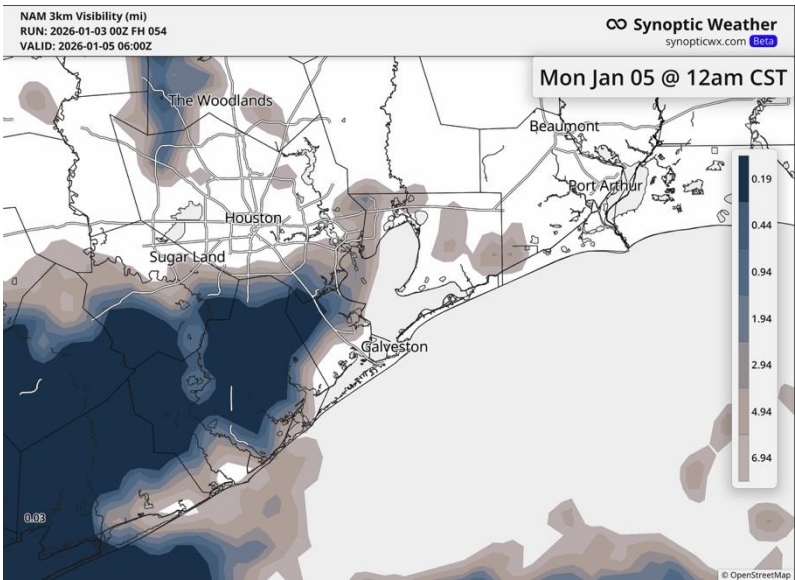 NAM 3km Visibility (mi)
RUN: 2026-01-03 00Z FH 054
VALID: 2026-01-05 06:00Z
Synoptic Weather
synopticwx.com Beta
Mon Jan 05 @ 12am CST
The Woodlands
Beaumont
Port Arthur
Houston
Sugar Land
Galveston
0.19
0.44
0.94
1.94
2.94
4.94
6.94
0.03
© OpenStreetMap